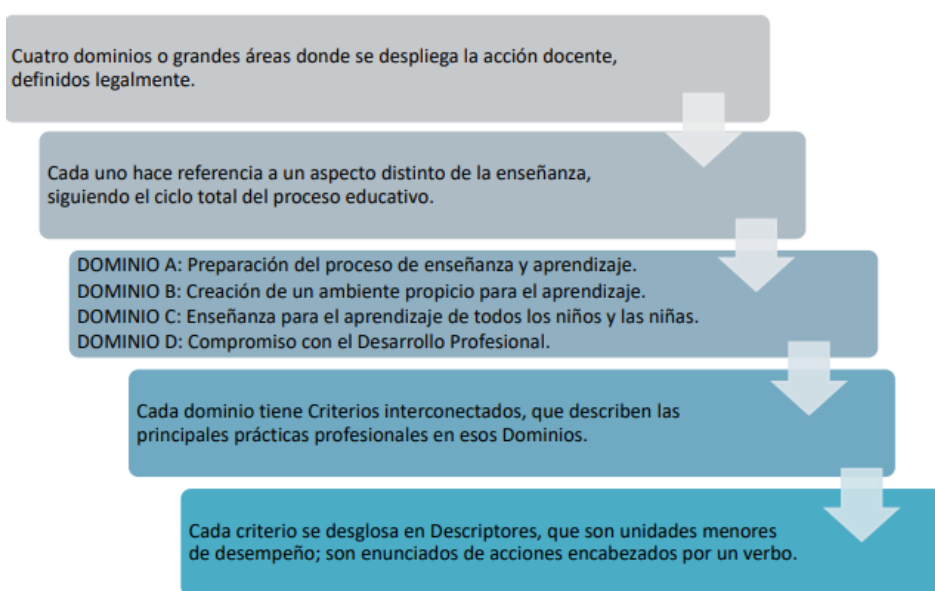 Cuatro dominios o grandes áreas donde se despliega la acción docente,
definidos legalmente.
Cada uno hace referencia a un aspecto distinto de la enseñanza,
siguiendo el ciclo total del proceso educativo.
DOMINIO A: Preparación del proceso de enseñanza y aprendizaje.
DOMINIO B: Creación de un ambiente propicio para el aprendizaje.
DOMINIO C: Enseñanza para el aprendizaje de todos los niños y las niñas.
DOMINIO D: Compromiso con el Desarrollo Profesional.
Cada dominio tiene Criterios interconectados, que describen las
principales prácticas profesionales en esos Dominios.
Cada criterio se desglosa en Descriptores, que son unidades menores
de desempeño; son enunciados de acciones encabezados por un verbo.